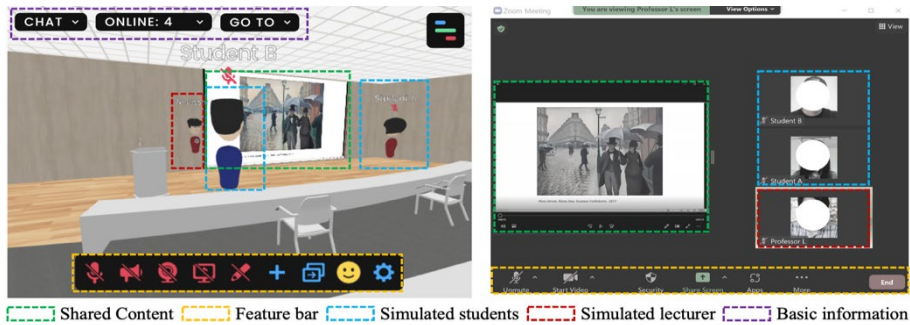 CHAT ONLINE: 4 GO TO
Student B
Zoom Meeting
You are viewing Professor L's screen
View Options
View
Student B
Student A
Professor L
Unmute
Start Video
Security
Share Screen
Apps
More
End
Shared Content
Feature bar
Simulated students
Simulated lecturer
Basic information